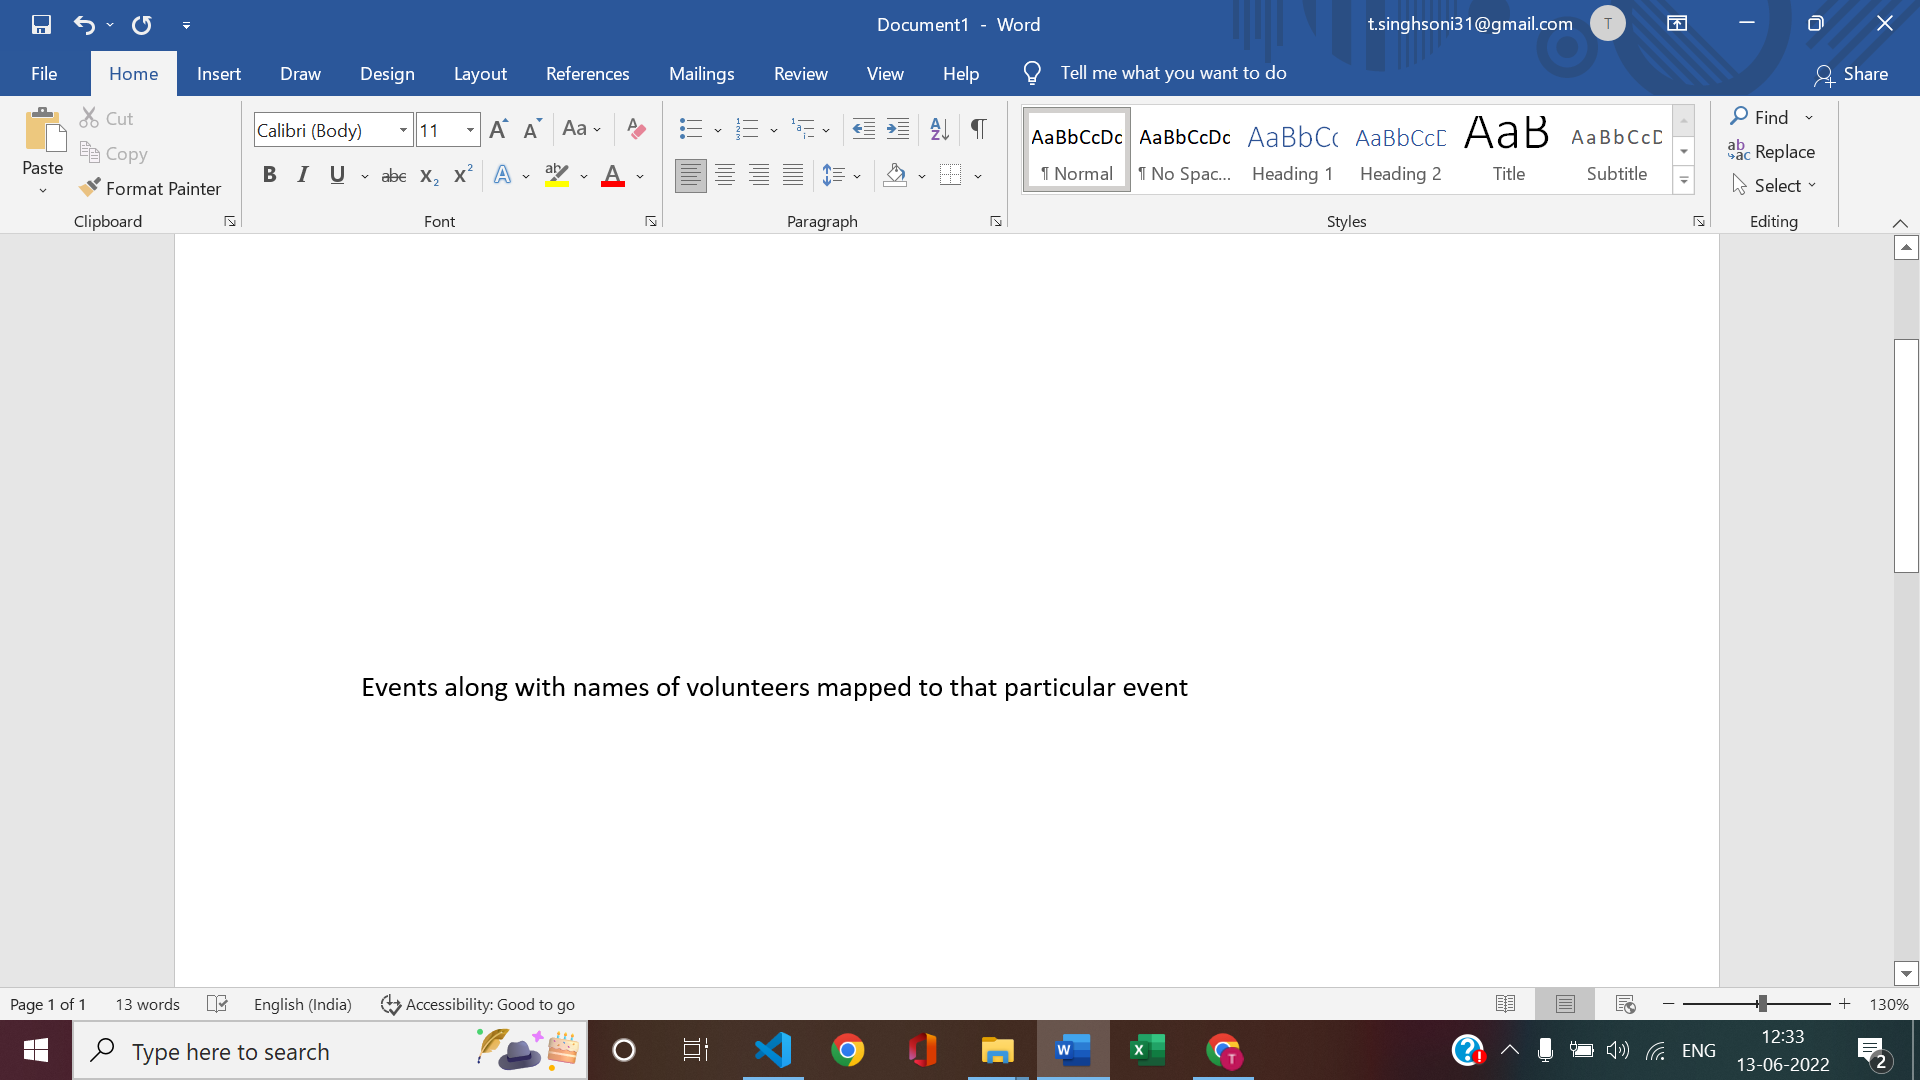 Document1 - Word
t.singhsoni31@gmail.com
T
File
Home
Insert
Draw
Design
Layout
References
Mailings
Review
View
Help
Tell me what you want to do
Share
Paste
Cut
Copy
Format Painter
Clipboard
Calibri (Body)
11
Font
Paragraph
AaBbCcDc
¶ Normal
AaBbCcDc
¶ No Spac...
AaBbCc
Heading 1
AaBbCcD
Heading 2
AaB
Title
AaBbCcD
Subtitle
Styles
Find
Replace
Select
Editing
Events along with names of volunteers mapped to that particular event
Page 1 of 1
13 words
English (India)
Accessibility: Good to go
130%
Type here to search
ENG
12:33
13-06-2022
2